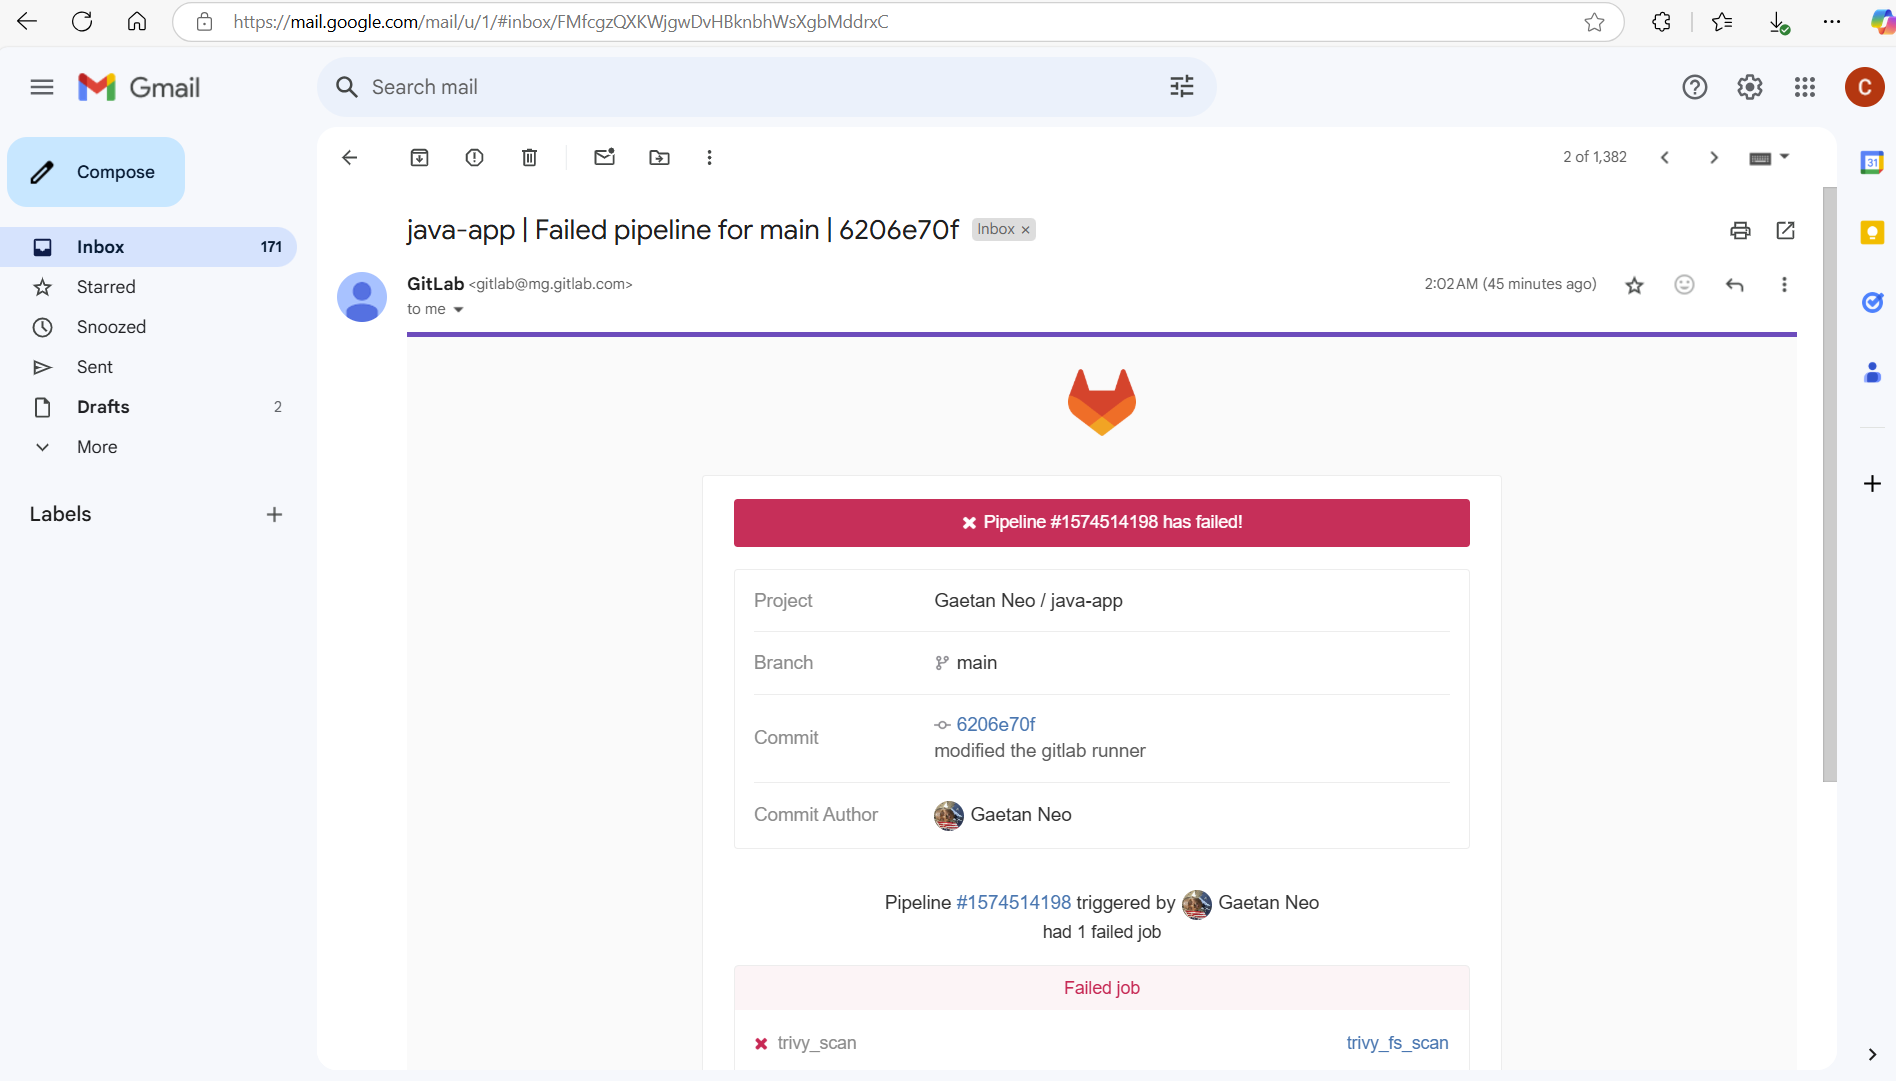 https://mail.google.com/mail/u/1/#inbox/FMfcgzQXKWjgwDvHBknbhWsXgbMddrxC
Gmail
Search mail
C
Compose
2 of 1,382
31
Inbox 171
Starred
Snoozed
Sent
Drafts 2
More
Labels
java-app | Failed pipeline for main | 6206e70f Inbox
GitLab <gitlab@mg.gitlab.com> 2:02 AM (45 minutes ago)
to me
Pipeline #1574514198 has failed!
Project Gaetan Neo / java-app
Branch main
Commit 6206e70f
modified the gitlab runner
Commit Author Gaetan Neo
Pipeline #1574514198 triggered by Gaetan Neo
had 1 failed job
Failed job
trivy_scan trivy_fs_scan